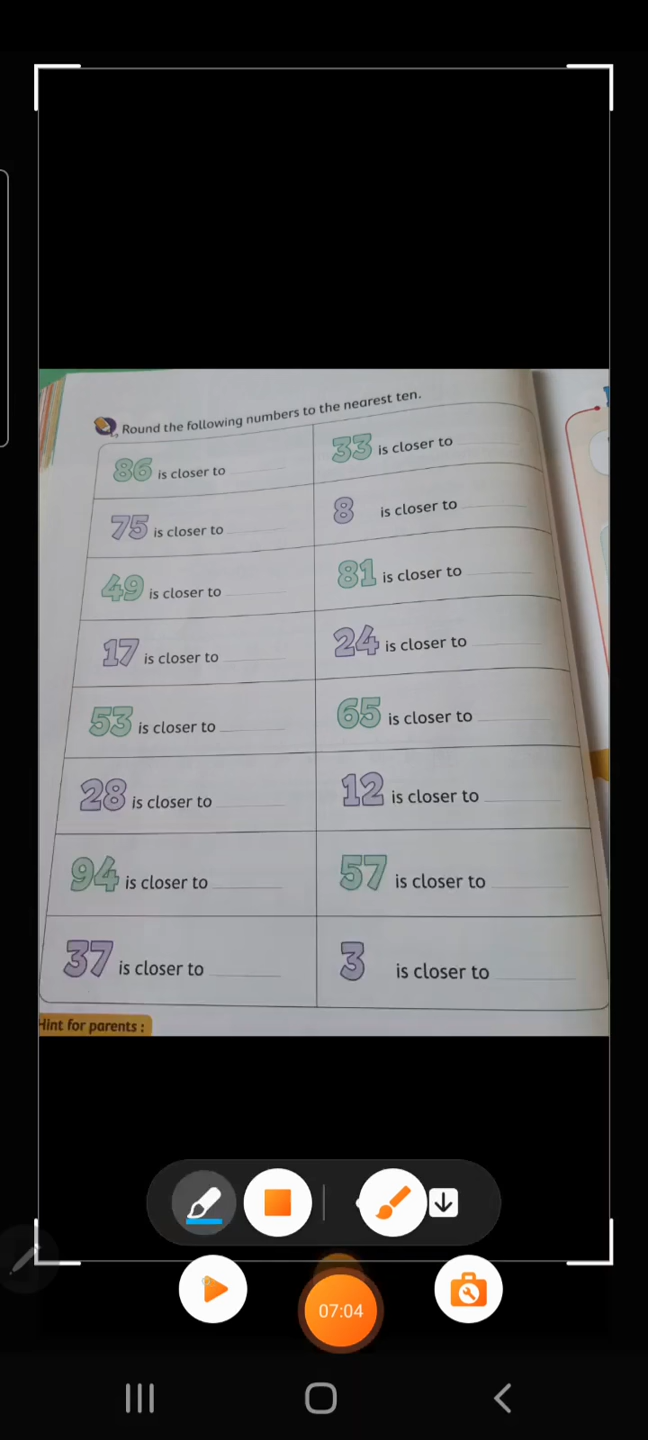 Round the following numbers to the nearest ten.
86 is closer to
33 is closer to
75 is closer to
8 is closer to
49 is closer to
81 is closer to
17 is closer to
24 is closer to
53 is closer to
65 is closer to
28 is closer to
12 is closer to
94 is closer to
57 is closer to
37 is closer to
3 is closer to
Hint for parents :
07:04